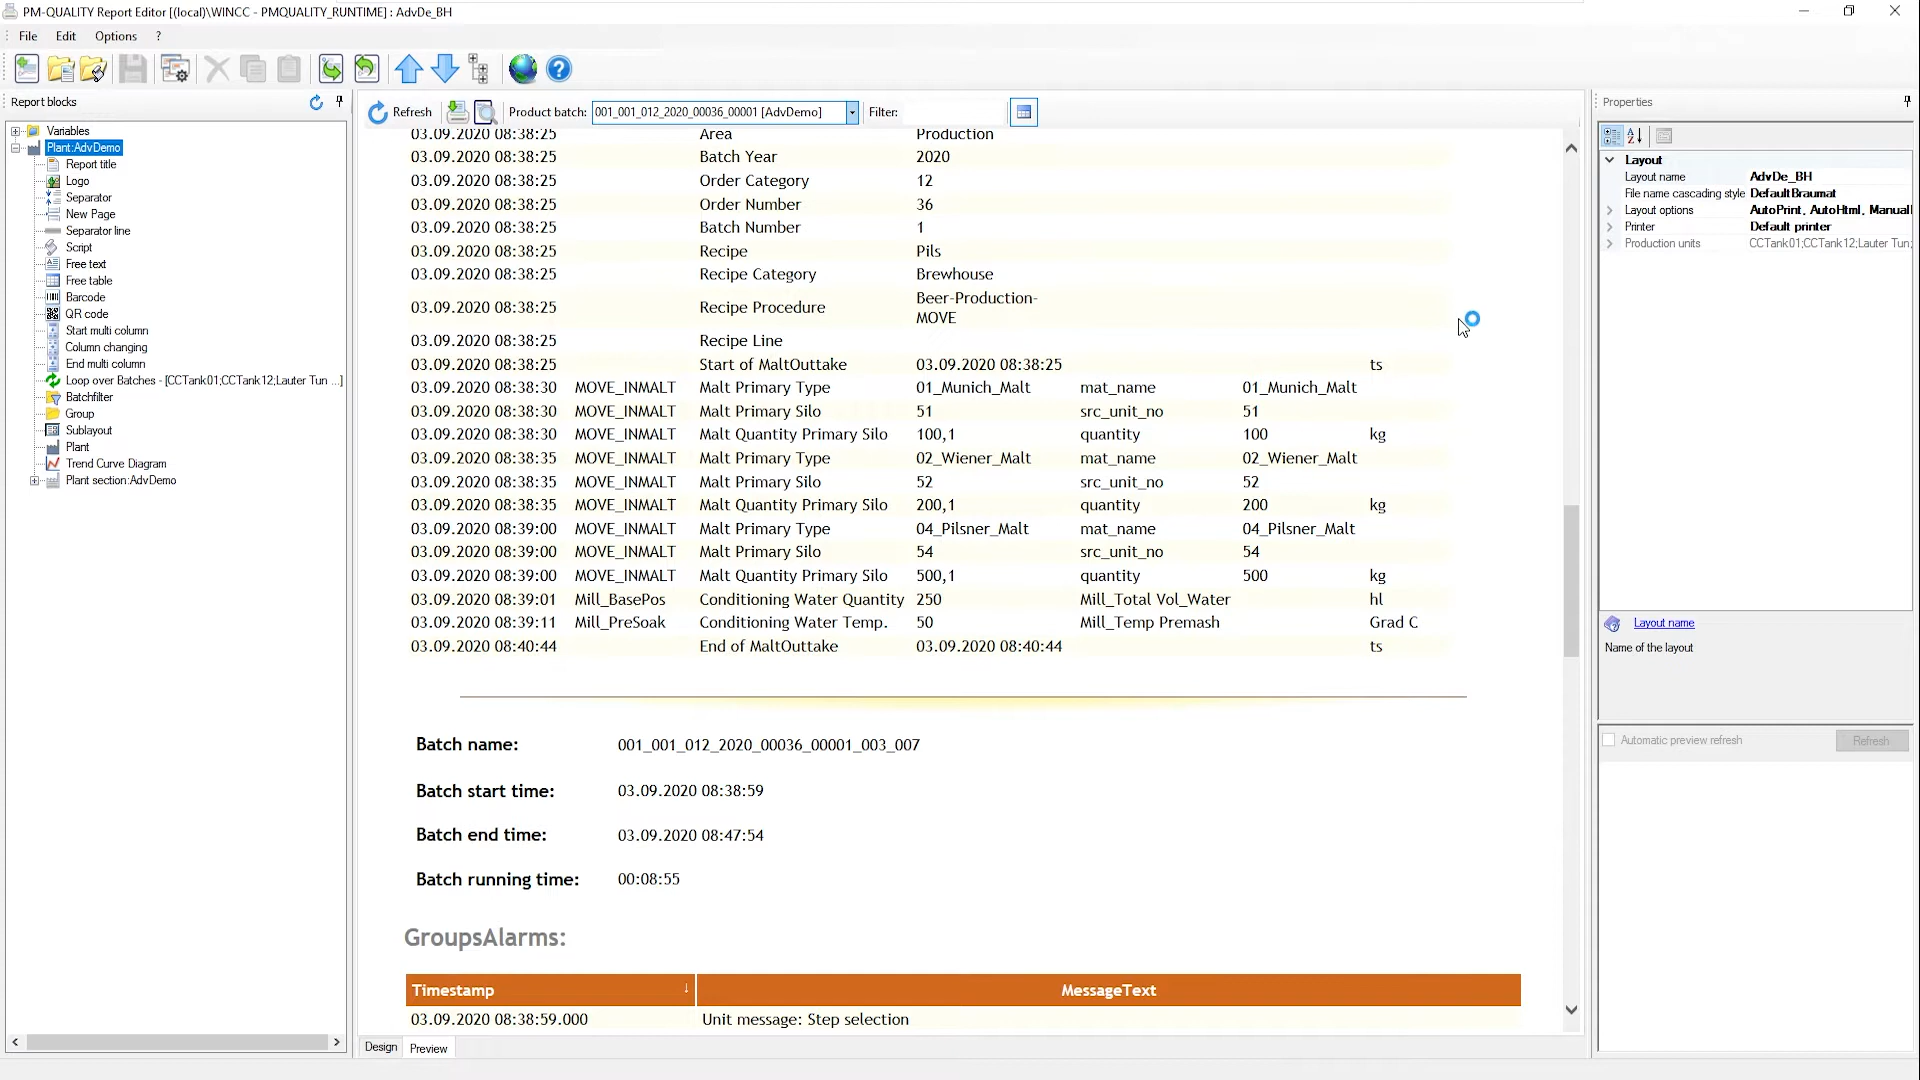 PM-QUALITY Report Editor [(local)\WINCC - PMQUALITY_RUNTIME] : AdvDe_BH
File Edit Options ?
Report blocks
Variables
Plant:AdvDemo
Report title
Logo
Separator
New Page
Separator line
Script
Free text
Free table
Barcode
QR code
Start multi column
Column changing
End multi column
Loop over Batches - [CCTank01;CCTank12;Lauter Tun ...]
Batchfilter
Group
Sublayout
Plant
Trend Curve Diagram
Plant section:AdvDemo
Refresh Product batch: 001_001_012_2020_00036_00001 [AdvDemo] Filter:
03.09.2020 08:38:25 Area Production
03.09.2020 08:38:25 Batch Year 2020
03.09.2020 08:38:25 Order Category 12
03.09.2020 08:38:25 Order Number 36
03.09.2020 08:38:25 Batch Number 1
03.09.2020 08:38:25 Recipe Pils
03.09.2020 08:38:25 Recipe Category Brewhouse
03.09.2020 08:38:25 Recipe Procedure Beer-Production-
MOVE
03.09.2020 08:38:25 Recipe Line
03.09.2020 08:38:25 Start of MaltOuttake 03.09.2020 08:38:25 ts
03.09.2020 08:38:30 MOVE_INMALT Malt Primary Type 01_Munich_Malt mat_name 01_Munich_Malt
03.09.2020 08:38:30 MOVE_INMALT Malt Primary Silo 51 src_unit_no 51
03.09.2020 08:38:30 MOVE_INMALT Malt Quantity Primary Silo 100,1 quantity 100 kg
03.09.2020 08:38:35 MOVE_INMALT Malt Primary Type 02_Wiener_Malt mat_name 02_Wiener_Malt
03.09.2020 08:38:35 MOVE_INMALT Malt Primary Silo 52 src_unit_no 52
03.09.2020 08:38:35 MOVE_INMALT Malt Quantity Primary Silo 200,1 quantity 200 kg
03.09.2020 08:39:00 MOVE_INMALT Malt Primary Type 04_Pilsner_Malt mat_name 04_Pilsner_Malt
03.09.2020 08:39:00 MOVE_INMALT Malt Primary Silo 54 src_unit_no 54
03.09.2020 08:39:00 MOVE_INMALT Malt Quantity Primary Silo 500,1 quantity 500 kg
03.09.2020 08:39:01 Mill_BasePos Conditioning Water Quantity 250 Mill_Total Vol_Water hl
03.09.2020 08:39:11 Mill_PreSoak Conditioning Water Temp. 50 Mill_Temp Premash Grad C
03.09.2020 08:40:44 End of MaltOuttake 03.09.2020 08:40:44 ts
Batch name: 001_001_012_2020_00036_00001_003_007
Batch start time: 03.09.2020 08:38:59
Batch end time: 03.09.2020 08:47:54
Batch running time: 00:08:55
GroupsAlarms:
Timestamp ↓ MessageText
03.09.2020 08:38:59.000 Unit message: Step selection
Design Preview
Properties
Layout
Layout name AdvDe_BH
File name cascading style DefaultBraumat
Layout options AutoPrint, AutoHtml, Manuall
Printer Default printer
Production units CCTank01;CCTank12;Lauter Tun;
Layout name
Name of the layout
Automatic preview refresh Refresh